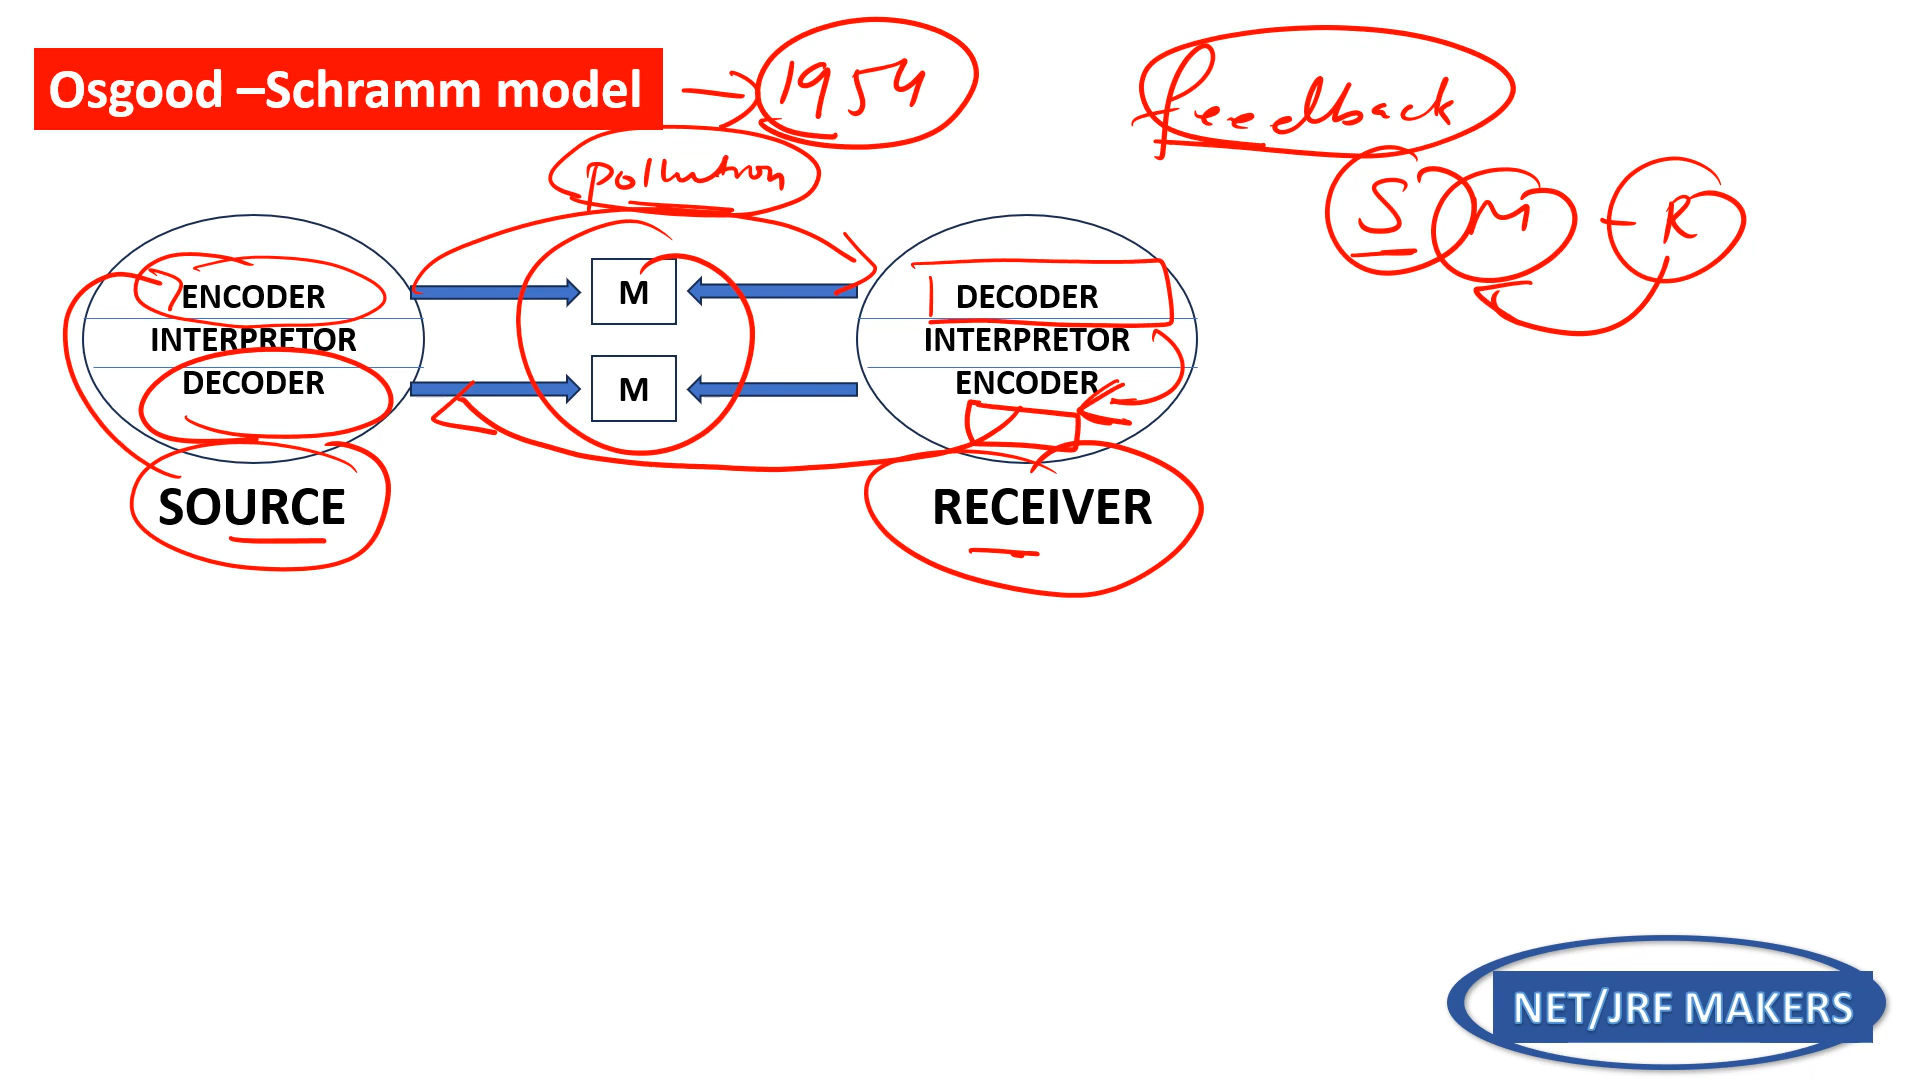 Osgood –Schramm model
1954
feedback
Pollution
S M – R
ENCODER
INTERPRETOR
DECODER
M
M
DECODER
INTERPRETOR
ENCODER
SOURCE
RECEIVER
NET/JRF MAKERS